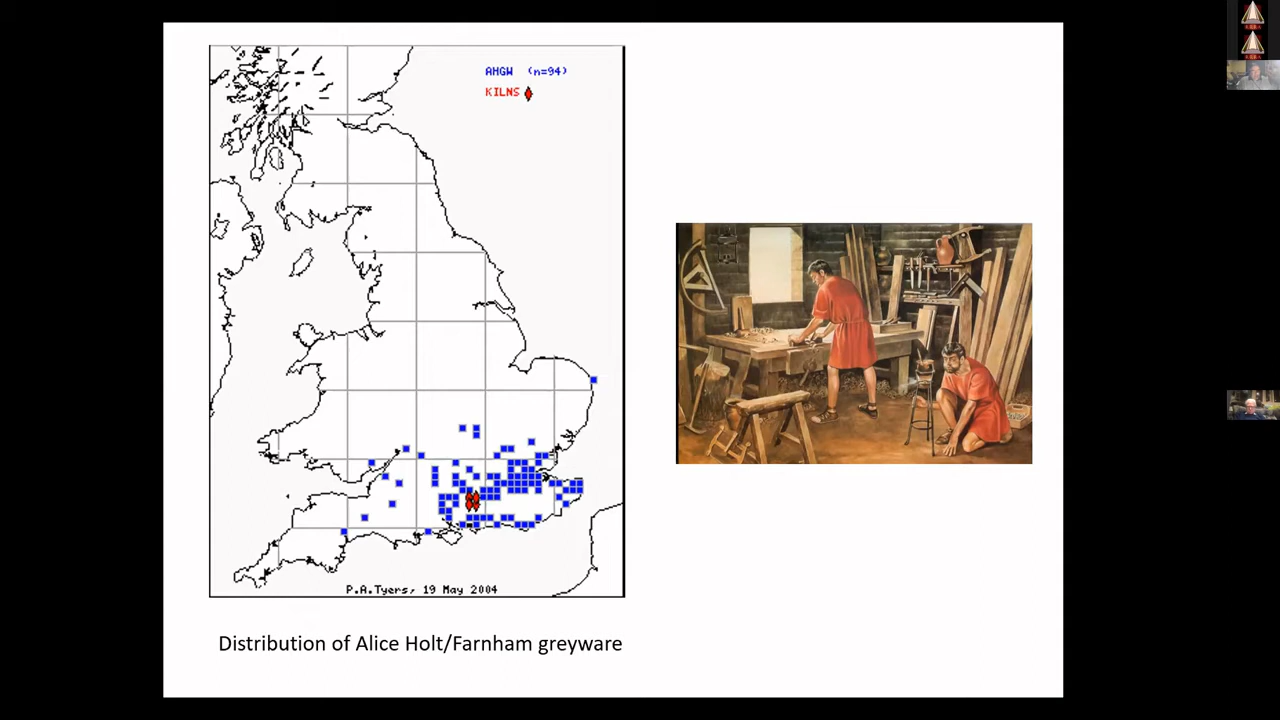 AHGW (n=94)
KILNS
P.A.Tyers, 19 May 2004
Distribution of Alice Holt/Farnham greyware